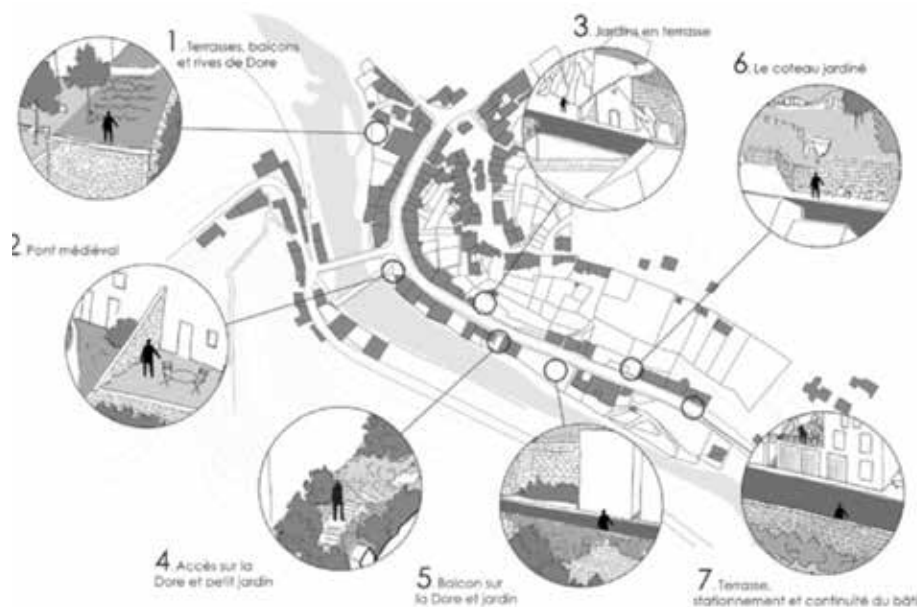 1. Terrasses, balcons
et rives de Dore
2. Pont médiéval
3. Jardins en terrasse
4. Accès sur la
Dore et petit jardin
5. Balcon sur
la Dore et jardin
6. Le coteau jardiné
7. Terrasse,
stationnement et continuité du bâti